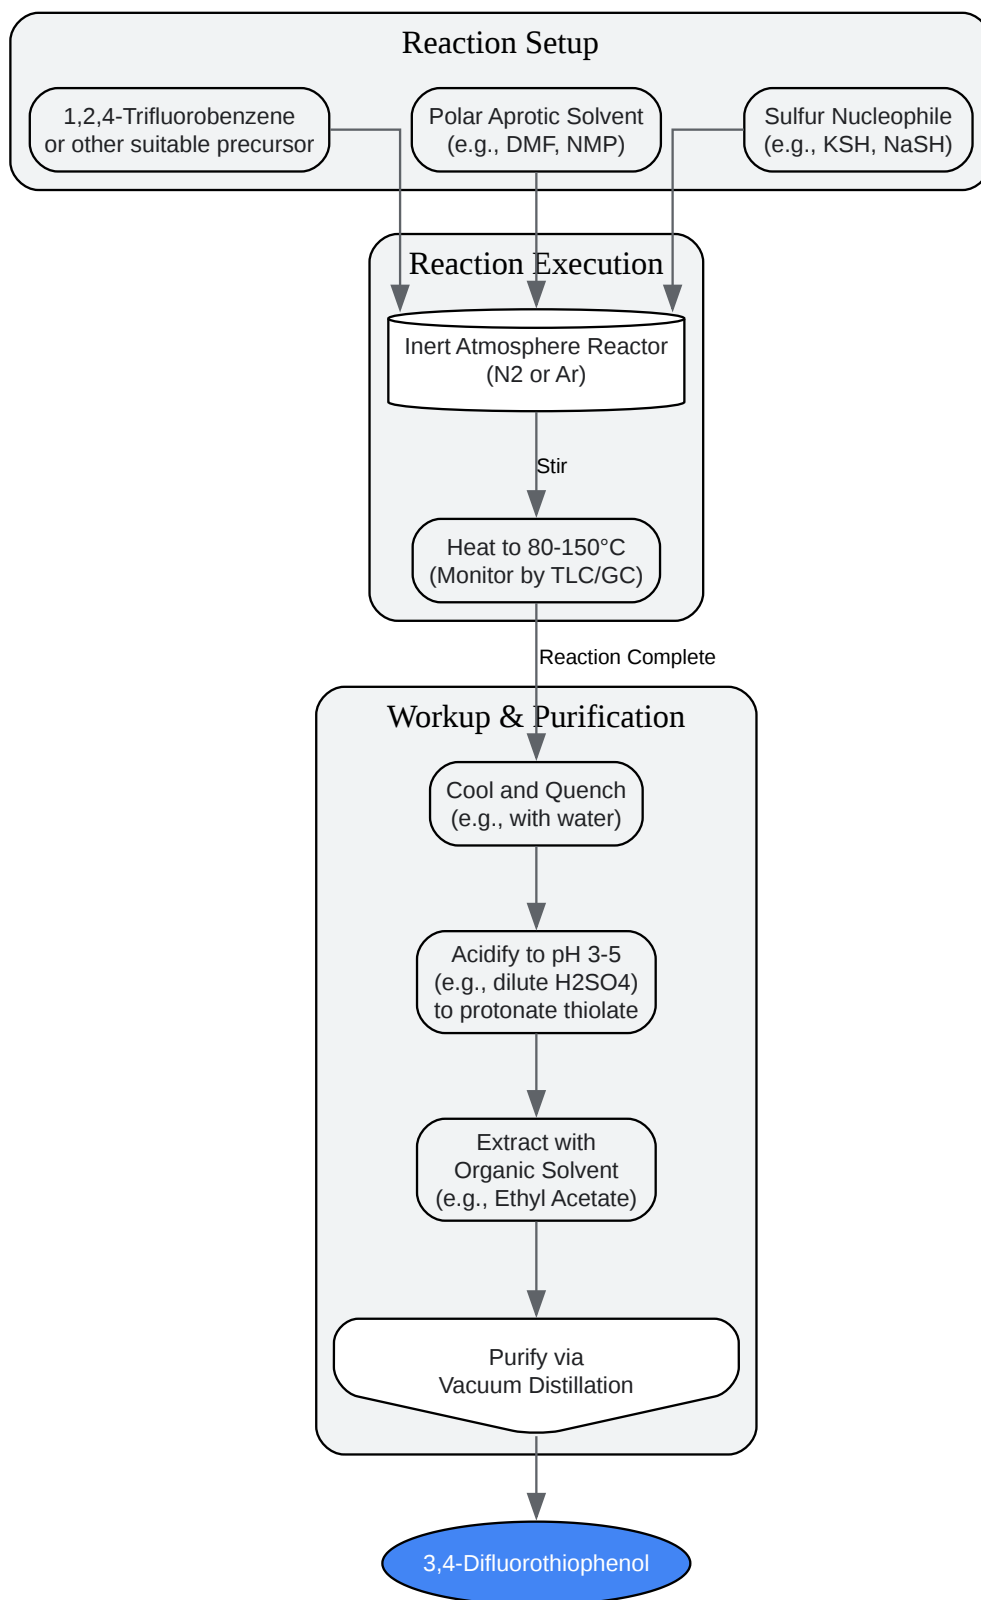 Reaction Setup
1,2,4-Trifluorobenzene
or other suitable precursor
Polar Aprotic Solvent
(e.g., DMF, NMP)
Sulfur Nucleophile
(e.g., KSH, NaSH)
Reaction Execution
Inert Atmosphere Reactor
(N2 or Ar)
Stir
Heat to 80-150°C
(Monitor by TLC/GC)
Reaction Complete
Workup & Purification
Cool and Quench
(e.g., with water)
Acidify to pH 3-5
(e.g., dilute H2SO4)
to protonate thiolate
Extract with
Organic Solvent
(e.g., Ethyl Acetate)
Purify via
Vacuum Distillation
3,4-Difluorothiophenol